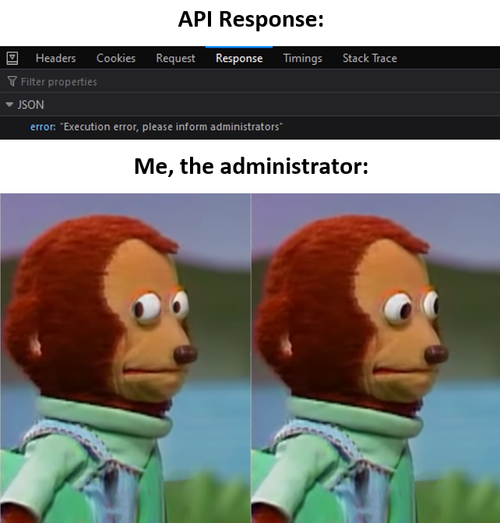 API Response:
Headers Cookies Request Response Timings Stack Trace
Filter properties
JSON
error: "Execution error, please inform administrators"
Me, the administrator: